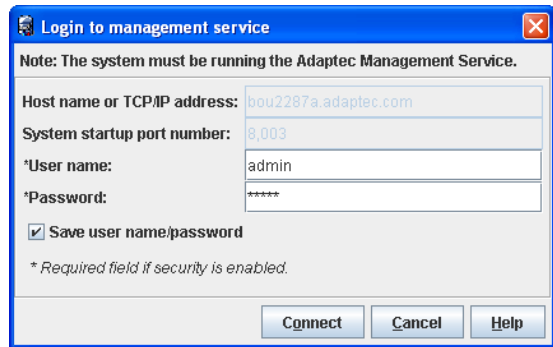 Login to management service
Note: The system must be running the Adaptec Management Service.
Host name or TCP/IP address: bou2287a.adaptec.com
System startup port number: 8,003
*User name: admin
*Password: *****
Save user name/password
* Required field if security is enabled.
Connect Cancel Help